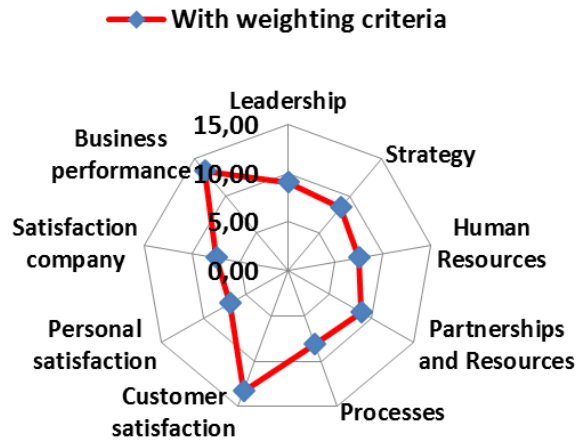 With weighting criteria
Leadership
15,00
Business
performance
10,00
Strategy
5,00
Satisfaction
company
Human
Resources
0,00
Personal
satisfaction
Partnerships
and Resources
Customer
satisfaction
Processes